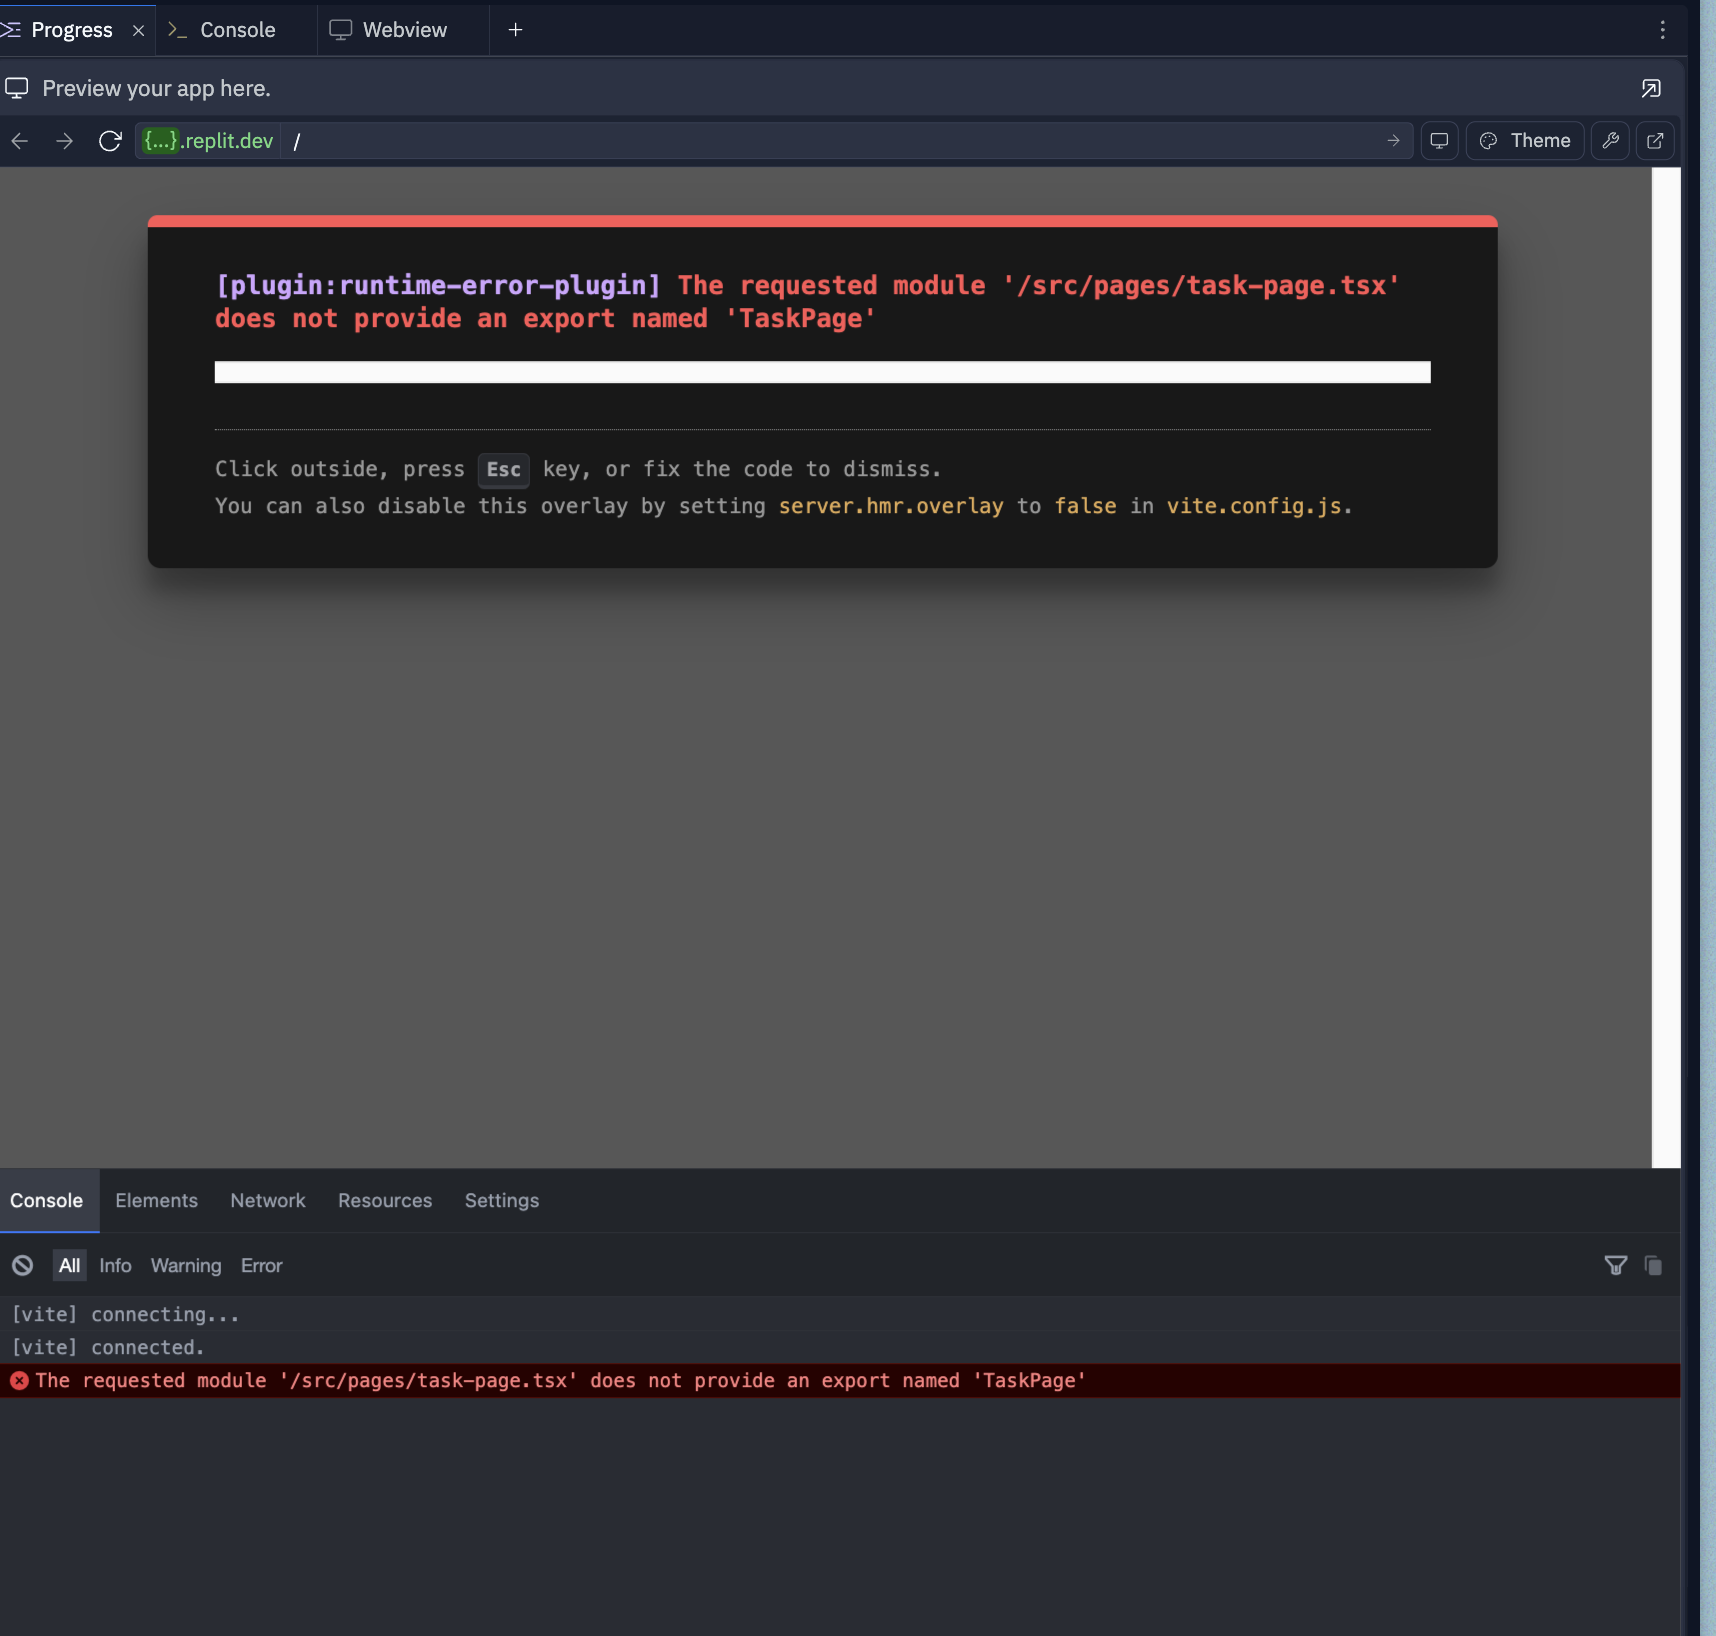 Progress
Console
Webview
Preview your app here.
{...}.replit.dev /
Theme
[plugin:runtime-error-plugin] The requested module '/src/pages/task-page.tsx'
does not provide an export named 'TaskPage'
Click outside, press Esc key, or fix the code to dismiss.
You can also disable this overlay by setting server.hmr.overlay to false in vite.config.js.
Console Elements Network Resources Settings
All Info Warning Error
[vite] connecting...
[vite] connected.
The requested module '/src/pages/task-page.tsx' does not provide an export named 'TaskPage'